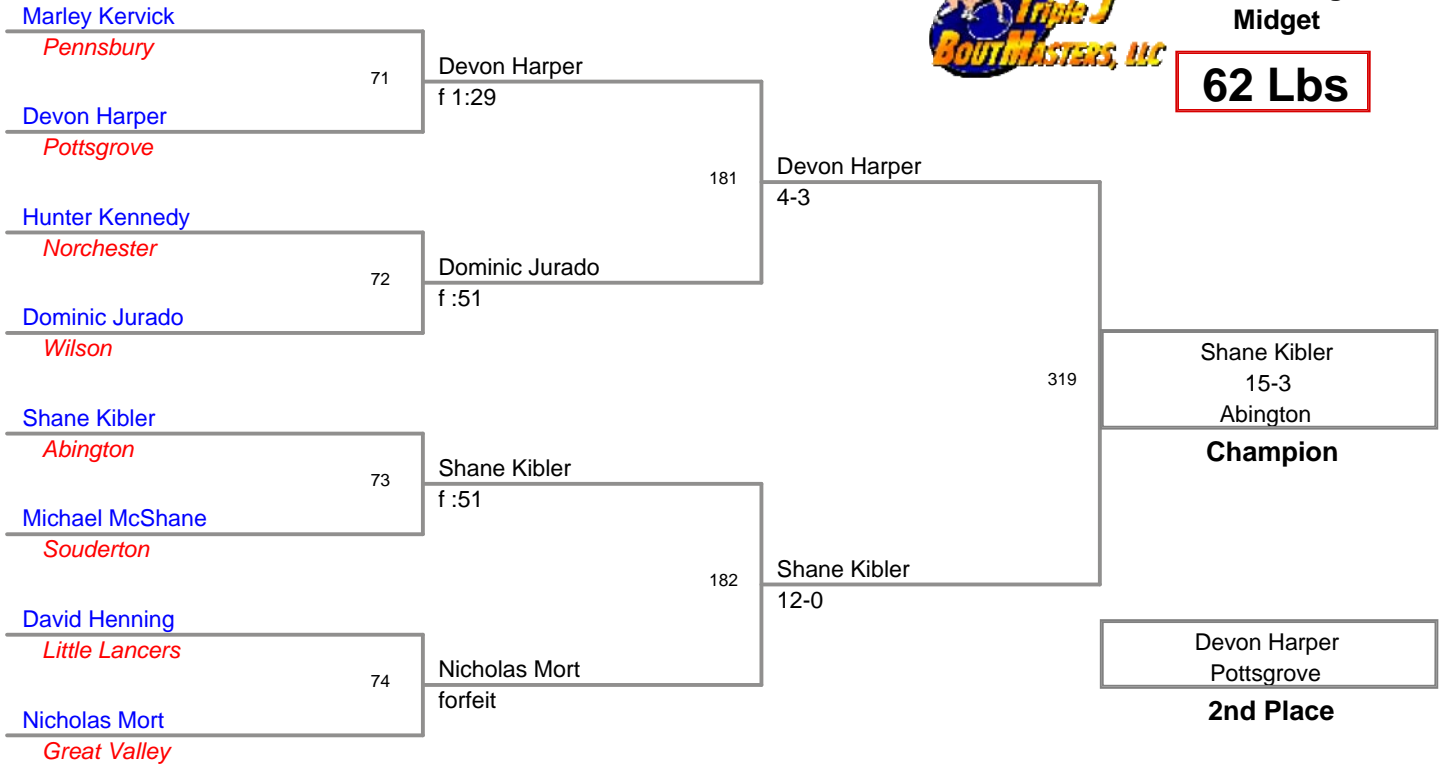 Marley Kervick
Pennsbury
71
Devon Harper
f 1:29
Devon Harper
Pottsgrove
181
Devon Harper
4-3
Hunter Kennedy
Norchester
72
Dominic Jurado
f :51
Dominic Jurado
Wilson
319
Shane Kibler
15-3
Abington
Champion
Shane Kibler
Abington
73
Shane Kibler
f :51
Michael McShane
Souderton
182
Shane Kibler
12-0
David Henning
Little Lancers
74
Nicholas Mort
forfeit
Nicholas Mort
Great Valley
Devon Harper
Pottsgrove
2nd Place
Triple J
BoutMasters, LLC
Midget
62 Lbs